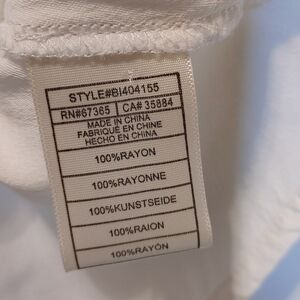 STYLE#BI404155
RN#67365 CA# 35884
MADE IN CHINA
FABRIQUÉ EN CHINE
HECHO EN CHINA
100%RAYON
100%RAYONNE
100%KUNSTSEIDE
100%RAION
100%RAYÓN